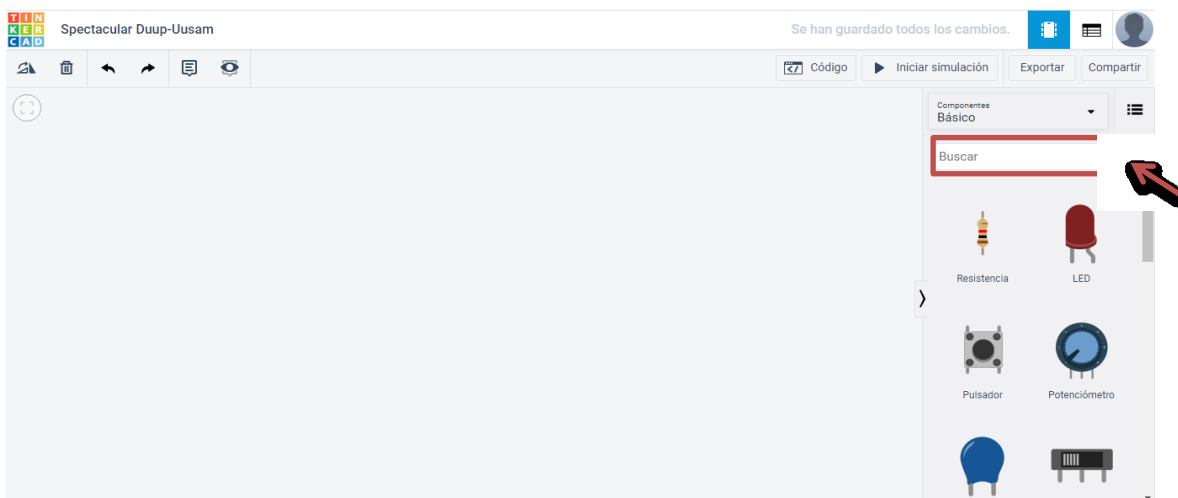 TIN
KER
CAD
Spectacular Duup-Uusam
Se han guardado todos los cambios.
Código
Iniciar simulación
Exportar
Compartir
Componentes
Básico
Buscar
Resistencia
LED
Pulsador
Potenciómetro